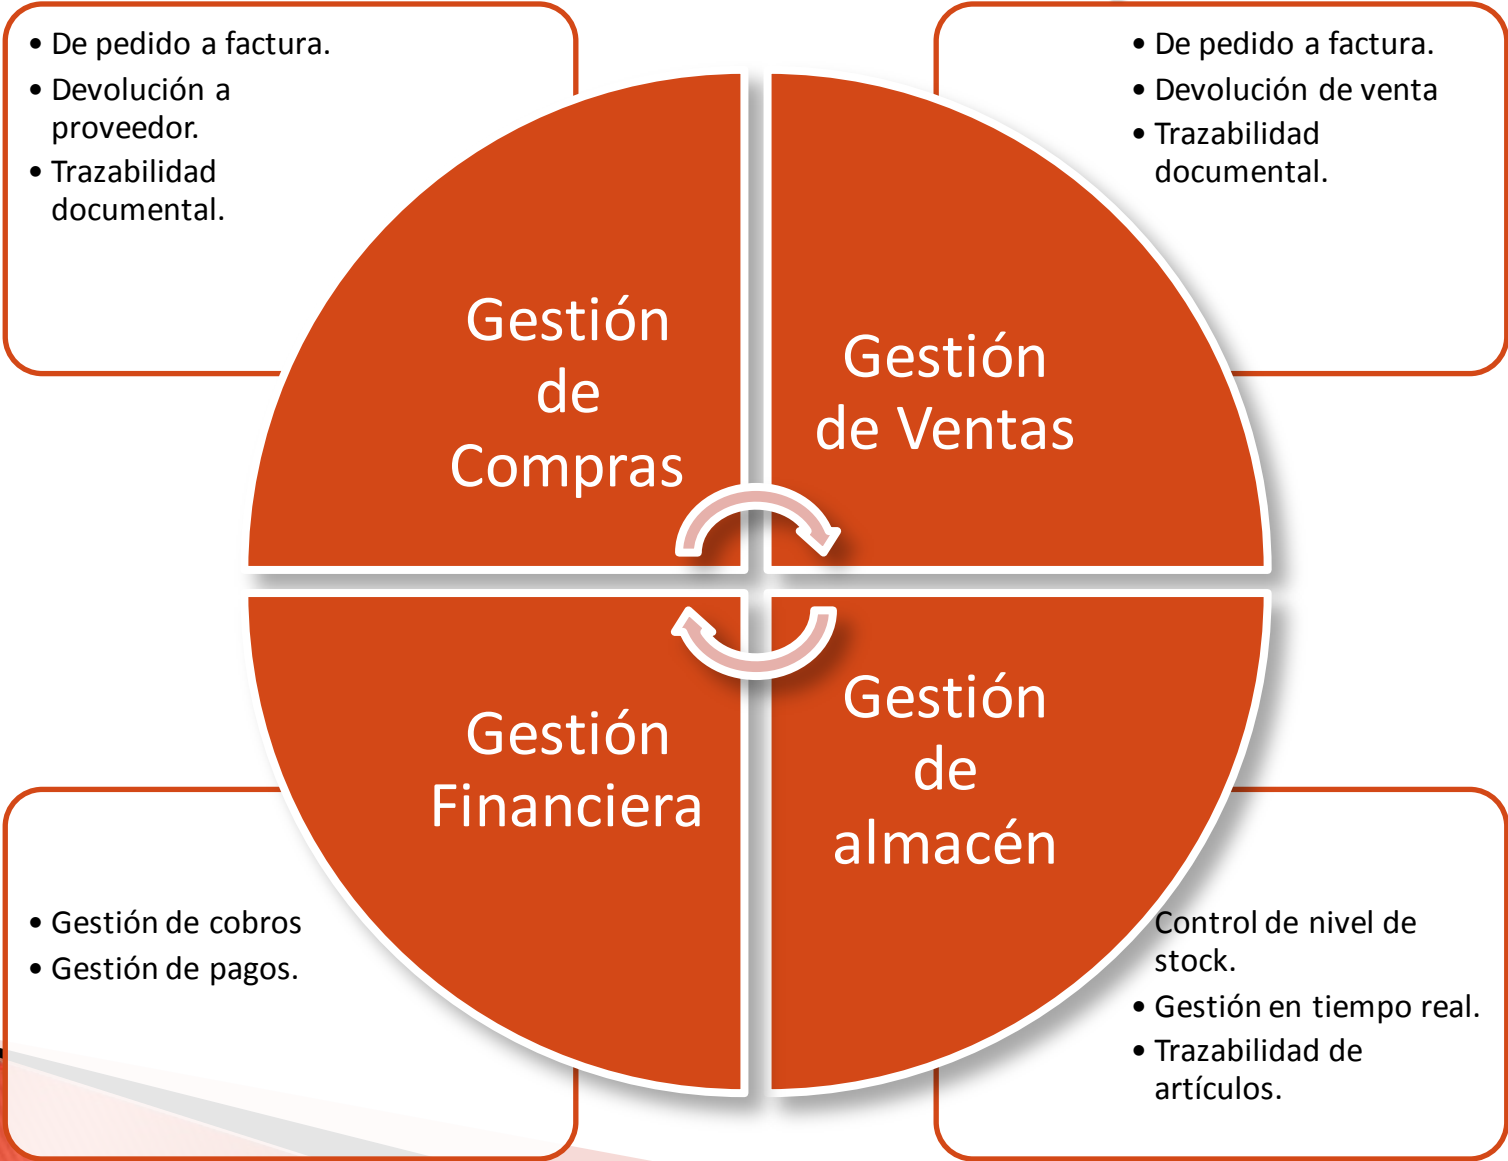 • De pedido a factura.
• Devolución a
proveedor.
• Trazabilidad
documental.
• De pedido a factura.
• Devolución de venta
• Trazabilidad
documental.
Gestión
de
Compras
Gestión
de Ventas
Gestión
Financiera
Gestión
de
almacén
• Gestión de cobros
• Gestión de pagos.
Control de nivel de
stock.
• Gestión en tiempo real.
• Trazabilidad de
artículos.